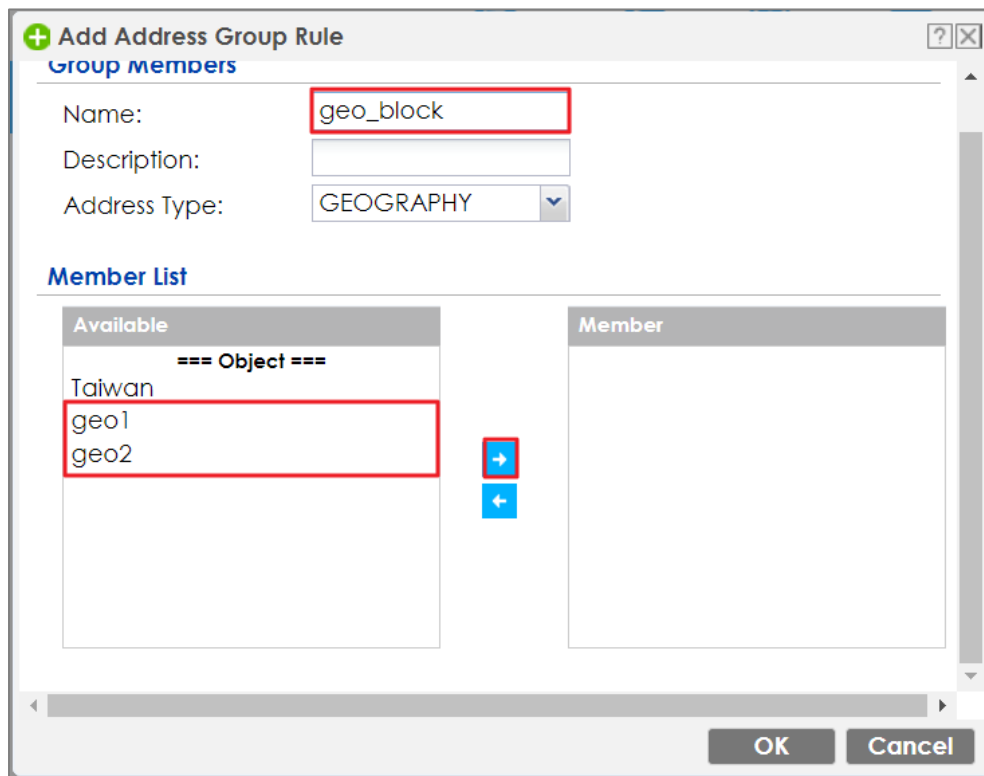 Add Address Group Rule
Group Members
Name: geo_block
Description:
Address Type: GEOGRAPHY
Member List
Available Member
=== Object ===
Taiwan
geo1
geo2
OK Cancel